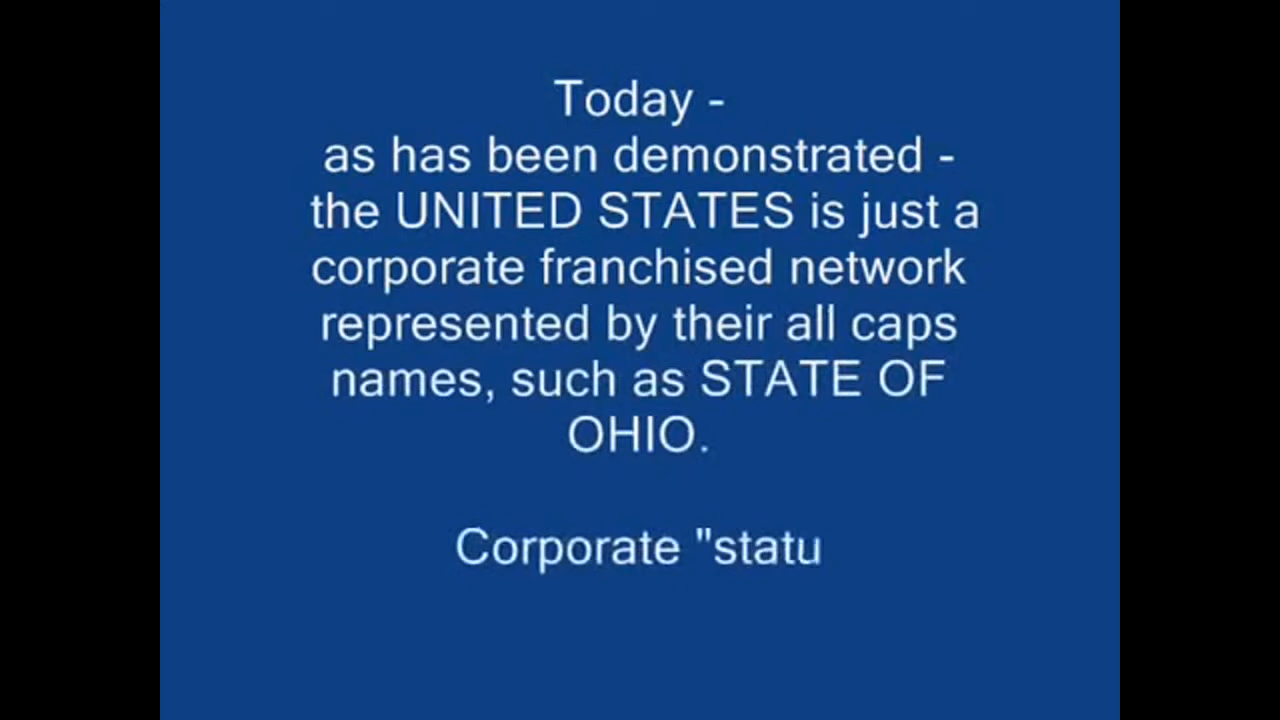 Today -
as has been demonstrated -
the UNITED STATES is just a
corporate franchised network
represented by their all caps
names, such as STATE OF
OHIO.
Corporate "statu